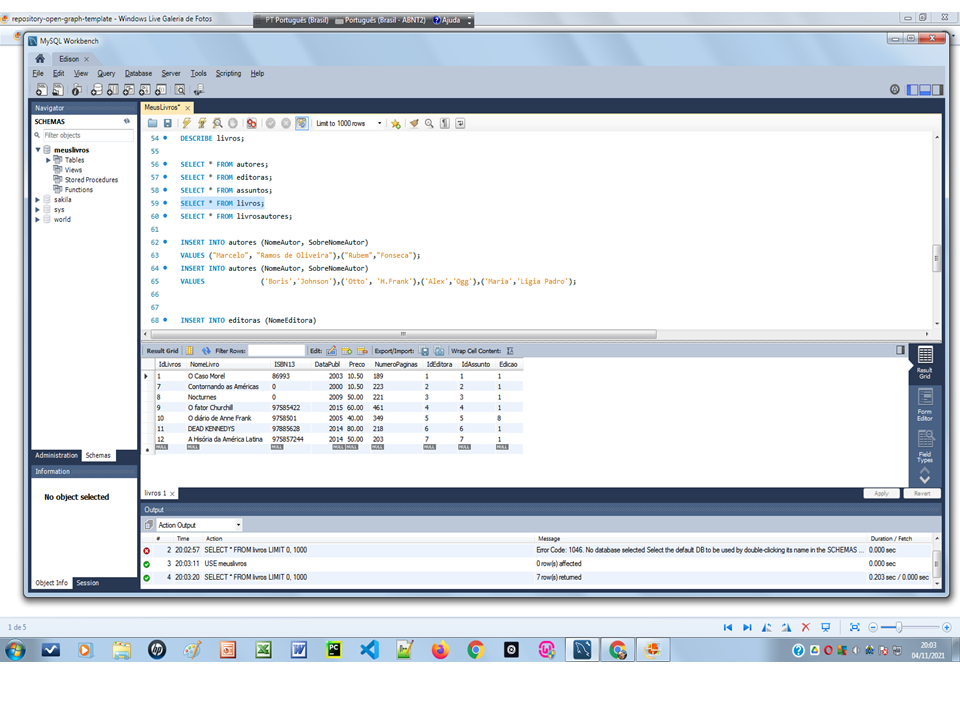 repository-open-graph-template - Windows Live Galeria de Fotos
PT Português (Brasil) Português (Brasil - ABNT2) Ajuda
MySQL Workbench
Edison
File Edit View Query Database Server Tools Scripting Help
Navigator
SCHEMAS
Filter objects
meuslivros
Tables
Views
Stored Procedures
Functions
sakila
sys
world
Administration Schemas
Information
No object selected
Object Info Session
MeusLivros*
Limit to 1000 rows
54 DESCRIBE livros;
55
56 SELECT * FROM autores;
57 SELECT * FROM editoras;
58 SELECT * FROM assuntos;
59 SELECT * FROM livros;
60 SELECT * FROM livrosautores;
61
62 INSERT INTO autores (NomeAutor, SobreNomeAutor)
63 VALUES ("Marcelo", "Ramos de Oliveira"),("Rubem","Fonseca");
64 INSERT INTO autores (NomeAutor, SobreNomeAutor)
65 VALUES ('Boris','Johnson'),('Otto', 'H.Frank'),('Alex','Ogg'),('Maria','Ligia Padro');
66
67
68 INSERT INTO editoras (NomeEditora)
Result Grid Filter Rows: Edit: Export/Import: Wrap Cell Content:
IdLivros NomeLivro ISBN13 DataPubl Preco NumeroPaginas IdEditora IdAssunto Edicao
1 O Caso Morel 86993 2003 10.50 189 1 1 1
7 Contornando as Américas 0 2000 10.50 223 2 2 1
8 Nocturnes 0 2009 50.00 221 3 3 1
9 O fator Churchill 97585422 2015 60.00 461 4 4 1
10 O diário de Anne Frank 9758501 2005 40.00 349 5 5 8
11 DEAD KENNEDYS 97885628 2014 80.00 218 6 6 1
12 A Hisória da América Latina 975857244 2014 50.00 203 7 7 1
NULL NULL NULL NULL NULL NULL NULL NULL NULL
Result Grid
Form Editor
Field Types
livros 1
Apply Revert
Output
Action Output
# Time Action Message Duration / Fetch
2 20:02:57 SELECT * FROM livros LIMIT 0, 1000 Error Code: 1046. No database selected Select the default DB to be used by double-clicking its name in the SCHEMAS ... 0.000 sec
3 20:03:11 USE meuslivros 0 row(s) affected 0.000 sec
4 20:03:20 SELECT * FROM livros LIMIT 0, 1000 7 row(s) returned 0.203 sec / 0.000 sec
1 de 5
20:03
04/11/2021